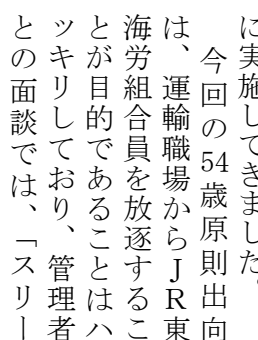 に実施してきました。
今回の54歳原則出向
は、運輸職場からＪＲ東
海労組合員を放逐するこ
とが目的であることはハ
ッキリしており、管理者
との面談では、「スリー